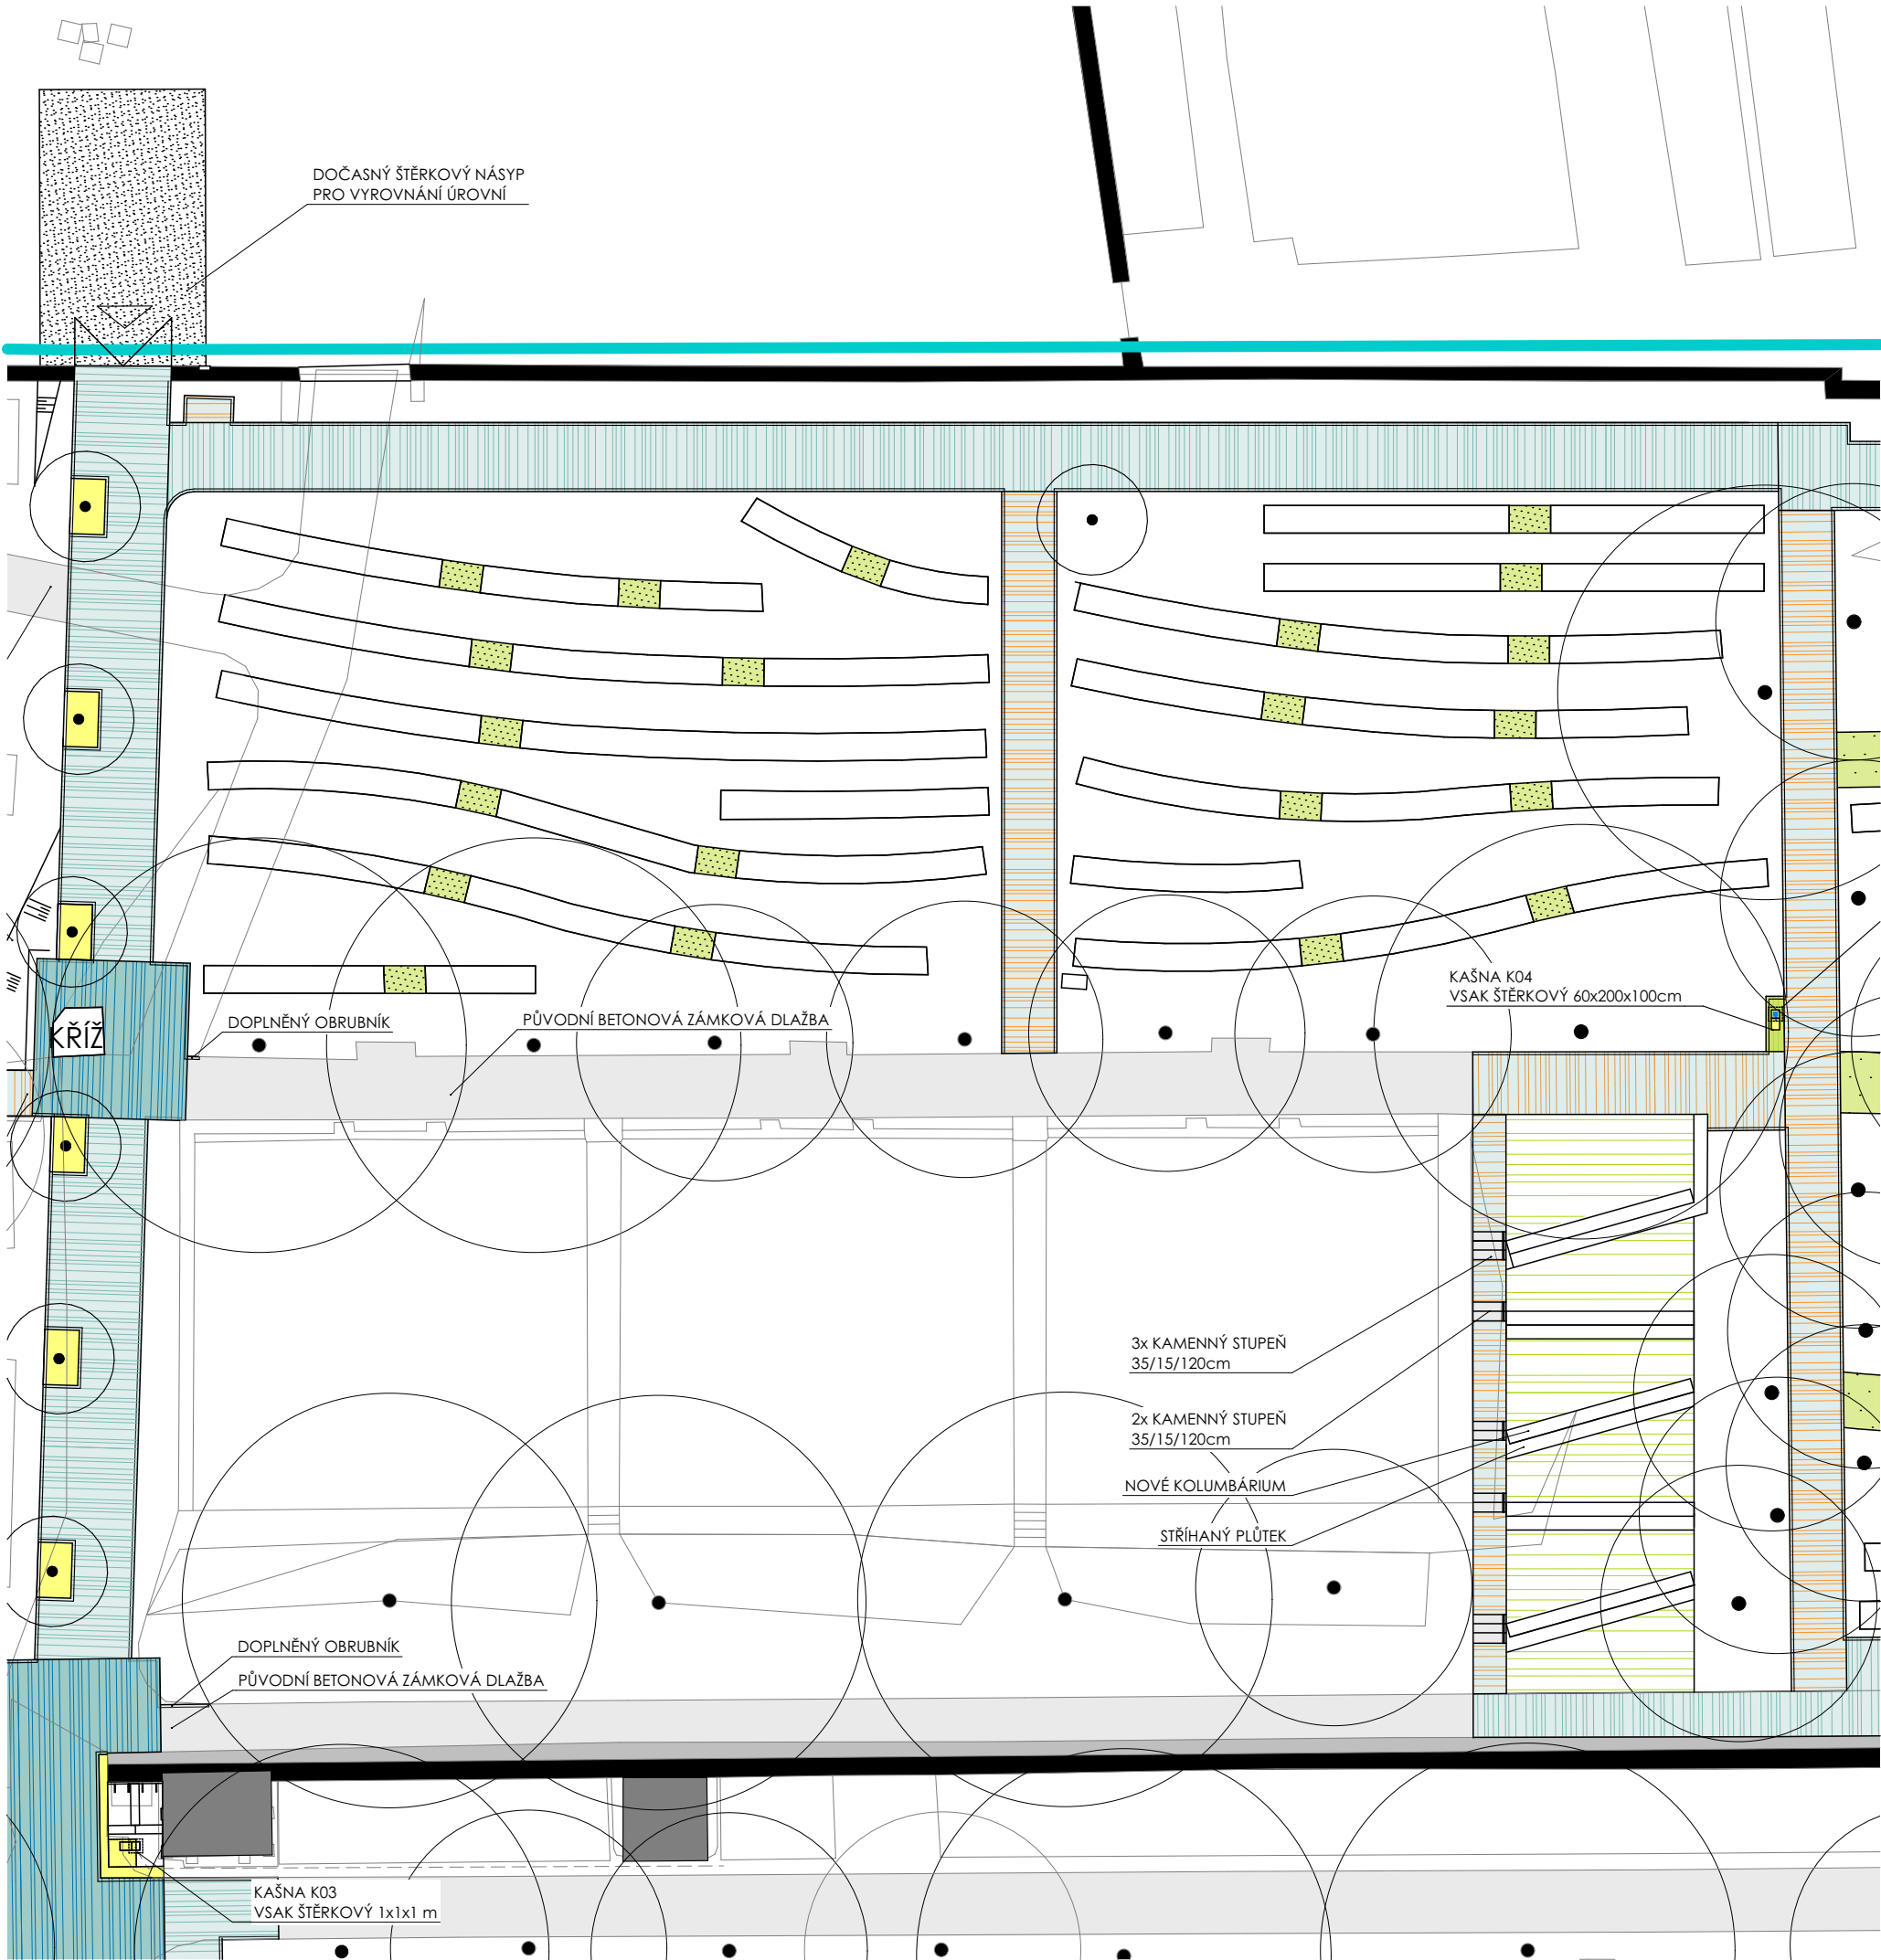 DOČASNÝ ŠTĚRKOVÝ NÁSYP
PRO VYROVNÁNÍ ÚROVNÍ
KAŠNA K04
VSAK ŠTĚRKOVÝ 60x200x100cm
KŘÍŽ
DOPLNĚNÝ OBRUBNÍK
PŮVODNÍ BETONOVÁ ZÁMKOVÁ DLAŽBA
3x KAMENNÝ STUPEŇ
35/15/120cm
2x KAMENNÝ STUPEŇ
35/15/120cm
NOVÉ KOLUMBÁRIUM
STŘÍHANÝ PLŮTEK
DOPLNĚNÝ OBRUBNÍK
PŮVODNÍ BETONOVÁ ZÁMKOVÁ DLAŽBA
KAŠNA K03
VSAK ŠTĚRKOVÝ 1x1x1 m